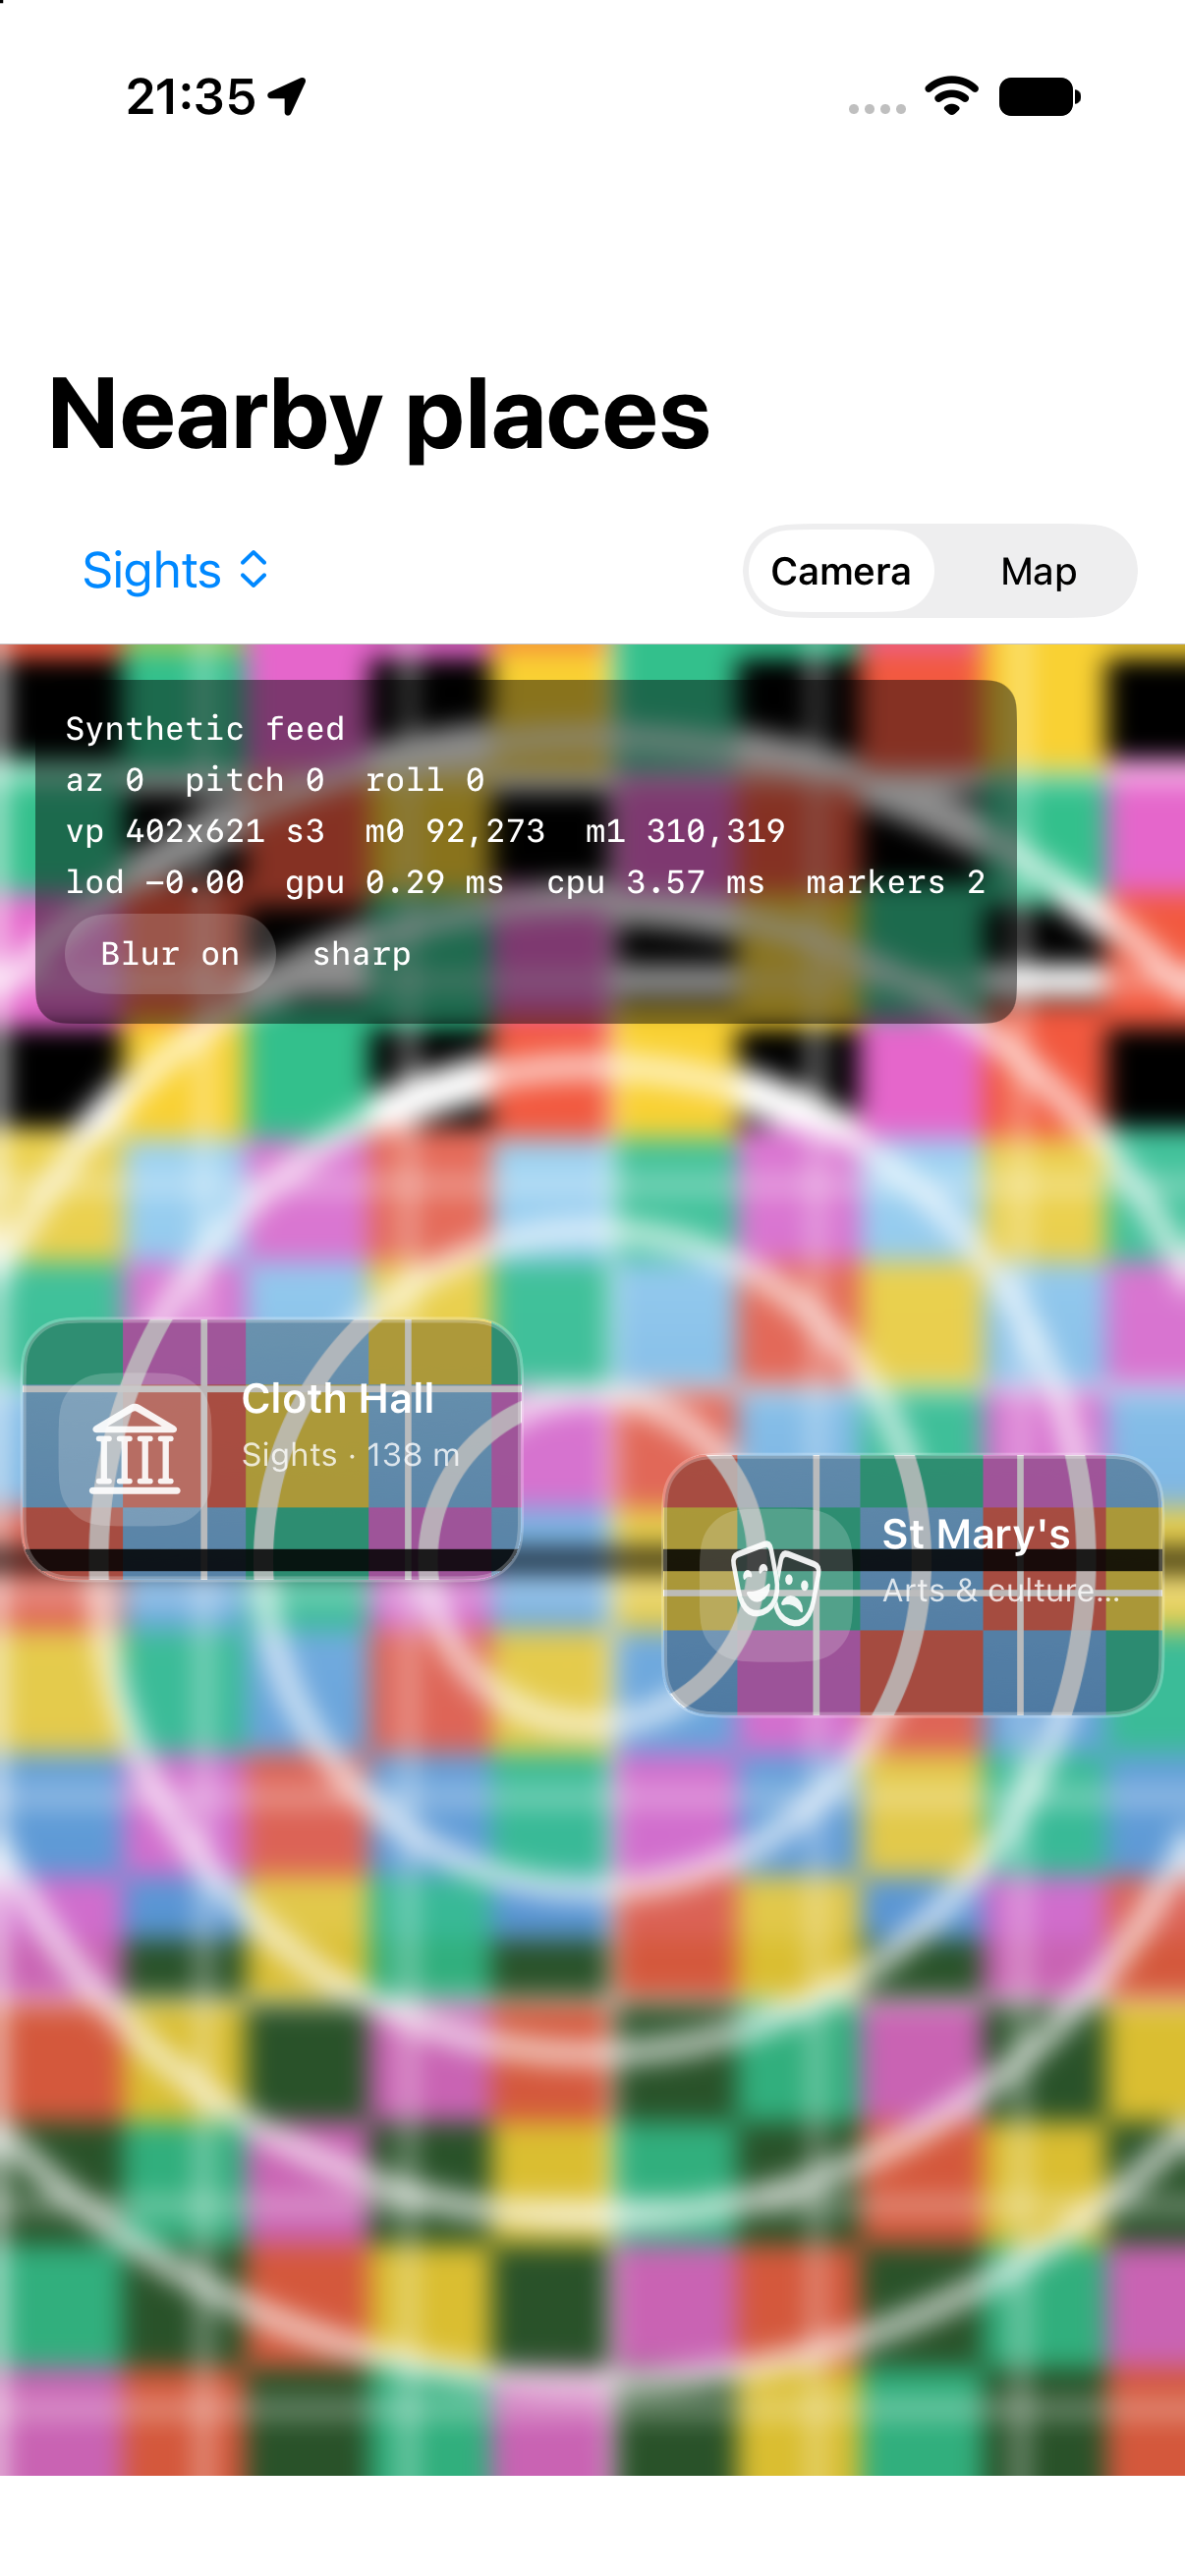 21:35
Nearby places
Sights
Camera
Map
Synthetic feed
az 0  pitch 0  roll 0
vp 402x621 s3  m0 92,273  m1 310,319
lod −0.00  gpu 0.29 ms  cpu 3.57 ms  markers 2
Blur on
sharp
Cloth Hall
Sights · 138 m
St Mary's
Arts & culture…